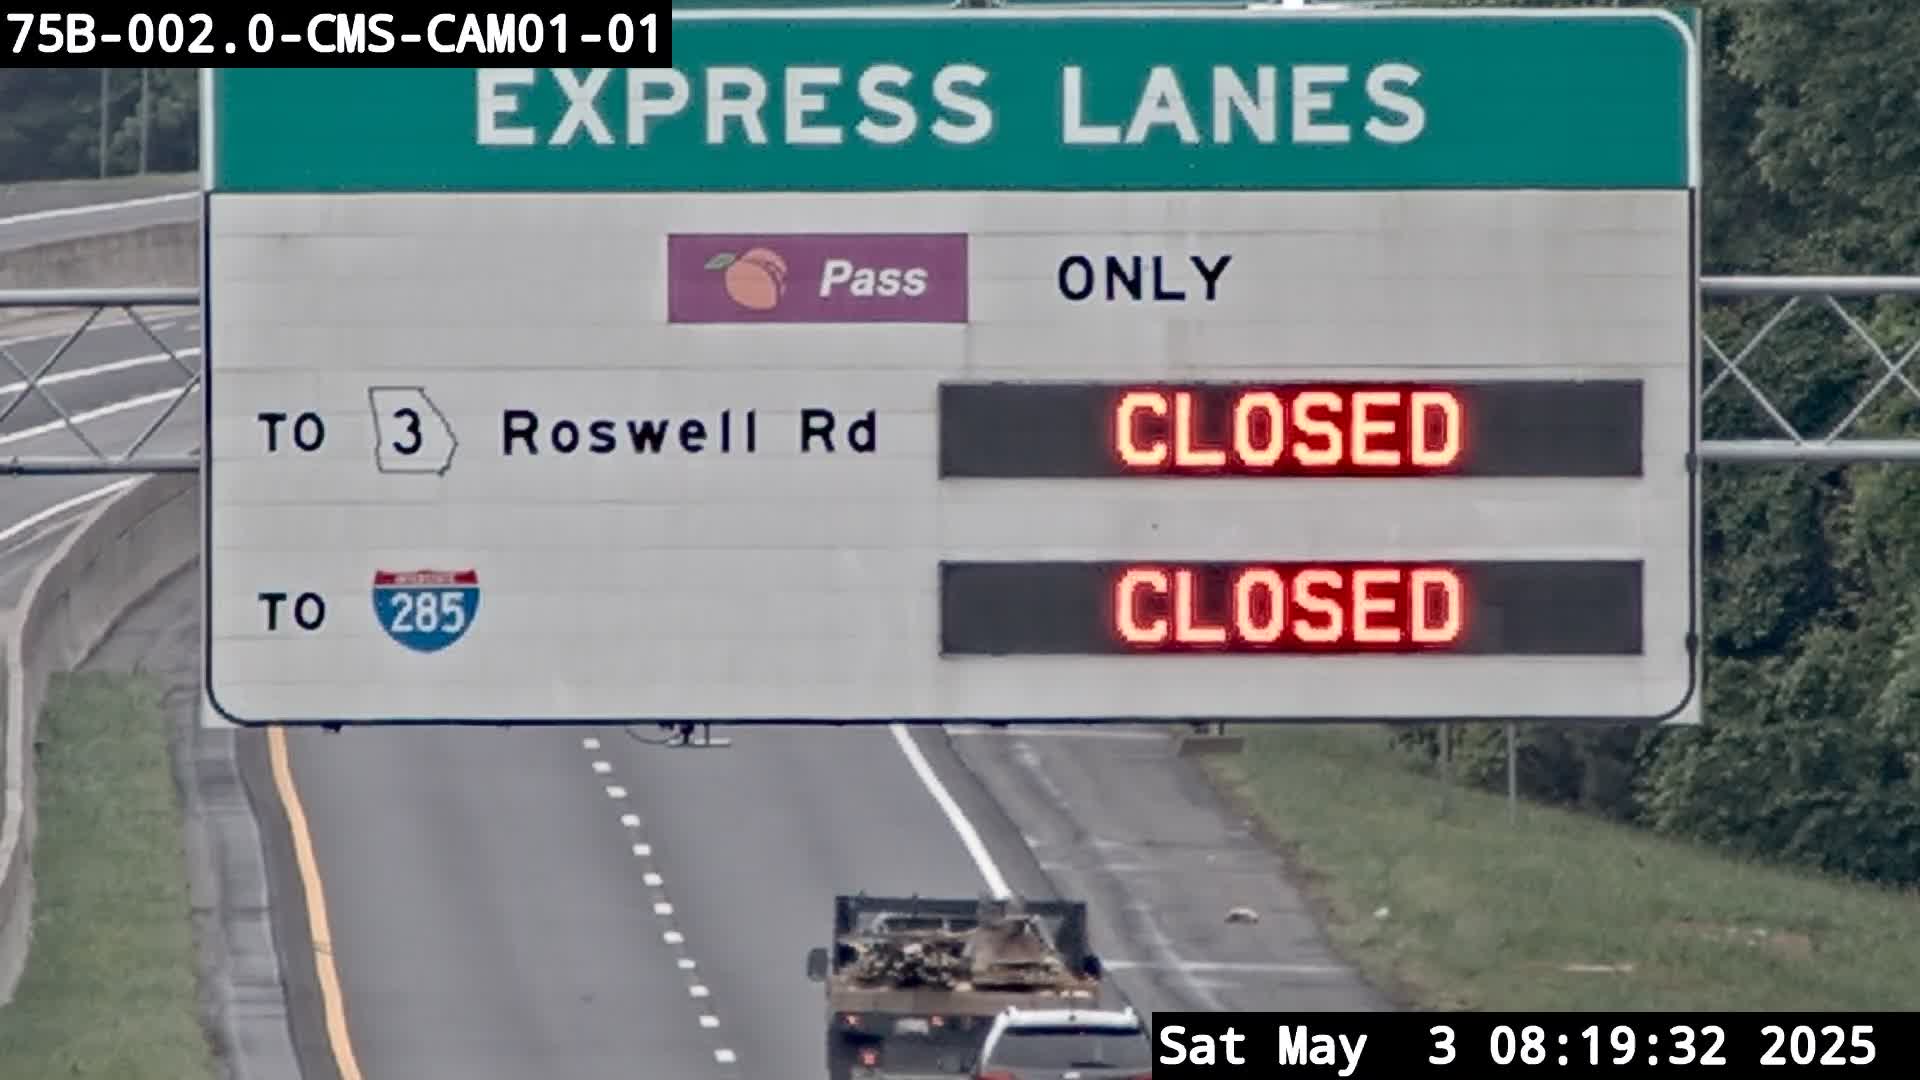 75B-002.0-CMS-CAM01-01
EXPRESS LANES
Pass ONLY
TO 3 Roswell Rd CLOSED
TO INTERSTATE 285 CLOSED
Sat May 3 08:19:32 2025